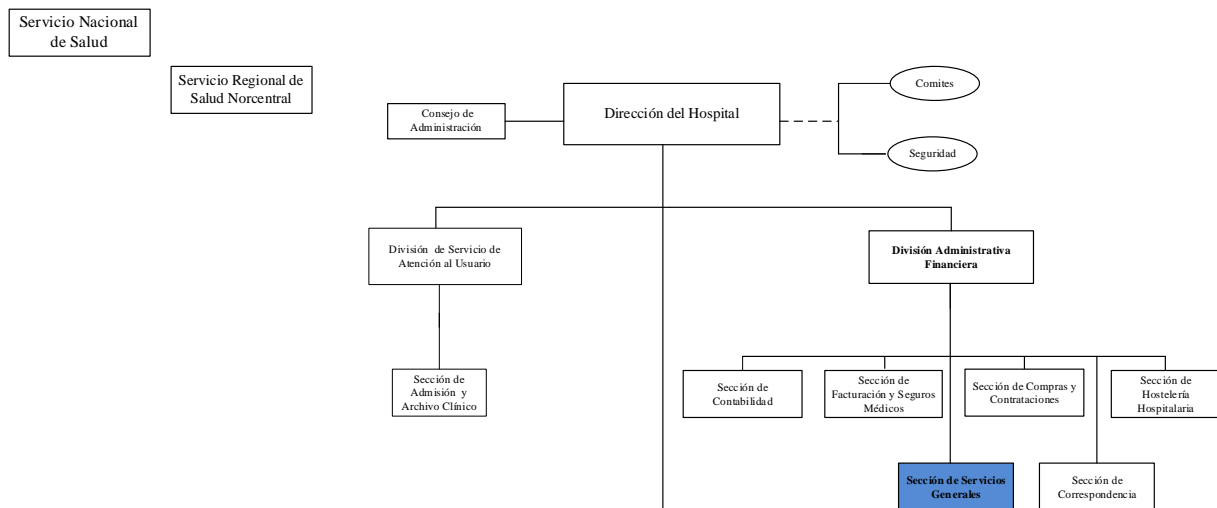 Servicio Nacional
de Salud
Servicio Regional de
Salud Norcentral
Consejo de
Administración
Dirección del Hospital
Comites
Seguridad
División de Servicio de
Atención al Usuario
División Administrativa
Financiera
Sección de
Admisión y
Archivo Clínico
Sección de
Contabilidad
Sección de
Facturación y Seguros
Médicos
Sección de Compras y
Contrataciones
Sección de
Hostelería
Hospitalaria
Sección de Servicios
Generales
Sección de
Correspondencia